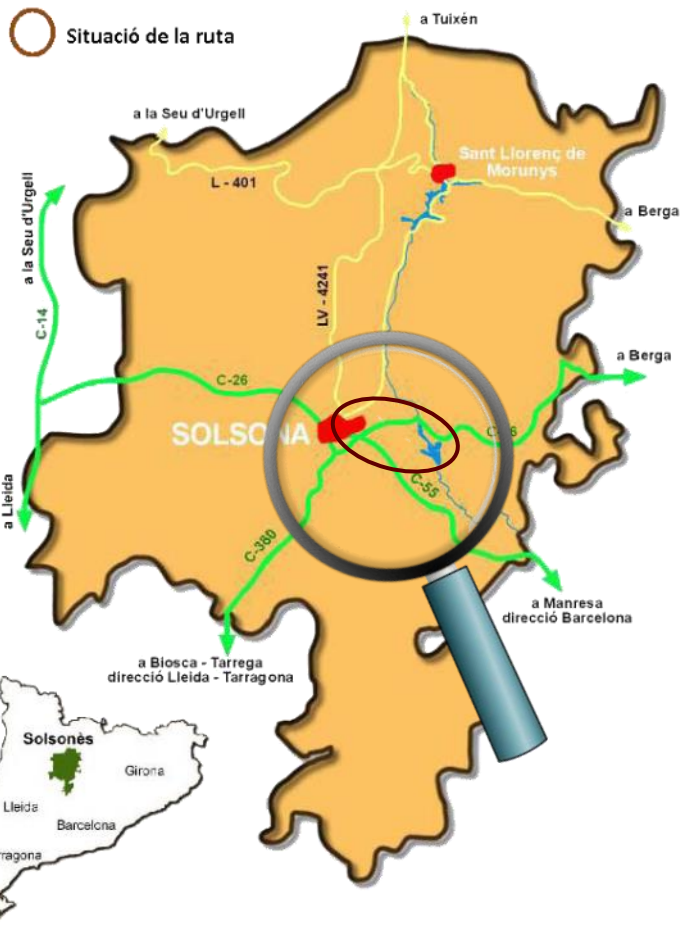 a Tuixén
Situació de la ruta
a la Seu d'Urgell
Sant Llorenç de
Morunys
L - 401
a la Seu d'Urgell
a Berga
LV - 4241
C-14
a Berga
C-26
SOLSONA
C-55
a Lleida
C-380
a Manresa
direcció Barcelona
a Biosca - Tarrega
direcció Lleida - Tarragona
Solsonès
Girona
Lleida
Barcelona
rragona